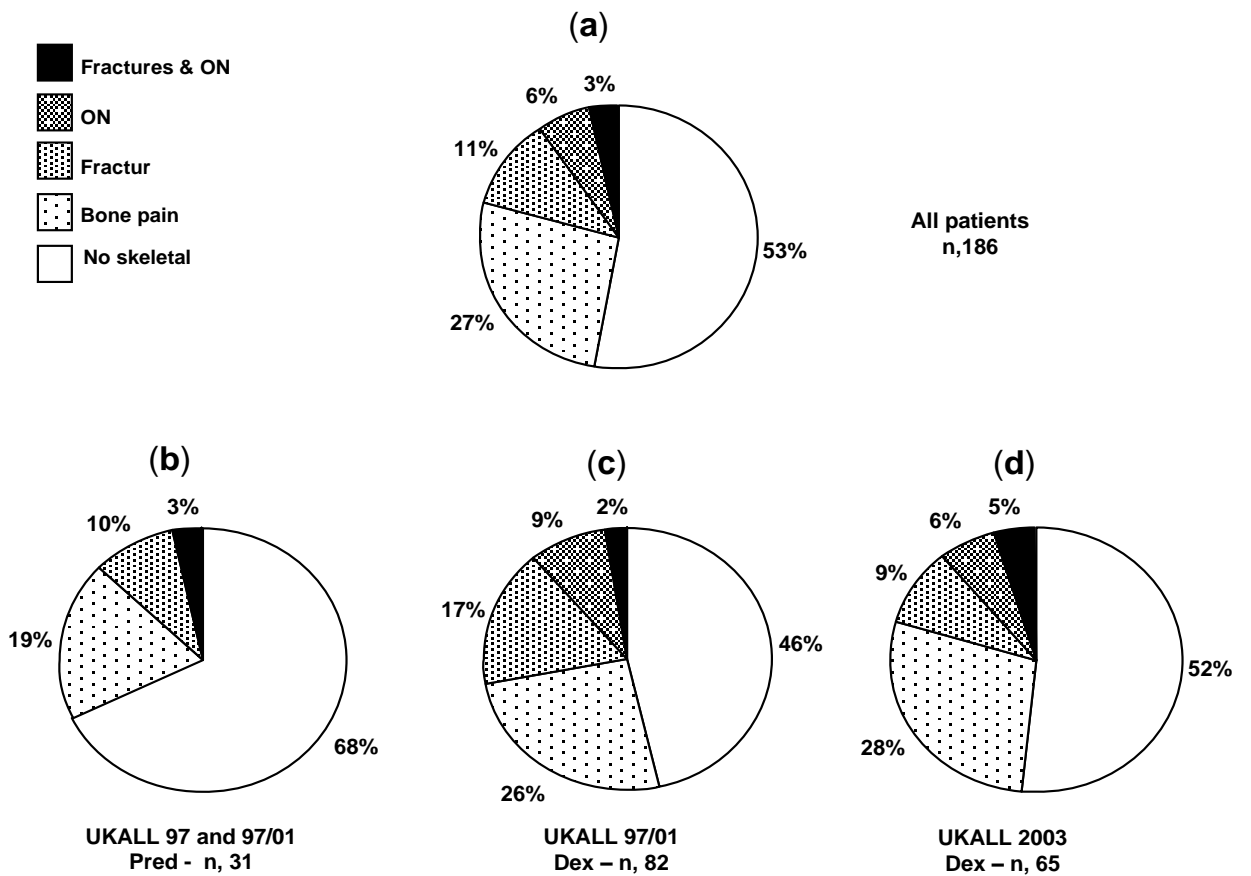 (a)
Fractures & ON
ON
Fractur
Bone pain
No skeletal
3%
6%
11%
27%
53%
All patients
n,186
(b)
3%
10%
19%
68%
UKALL 97 and 97/01
Pred - n, 31
(c)
2%
9%
17%
26%
46%
UKALL 97/01
Dex – n, 82
(d)
5%
6%
9%
28%
52%
UKALL 2003
Dex – n, 65